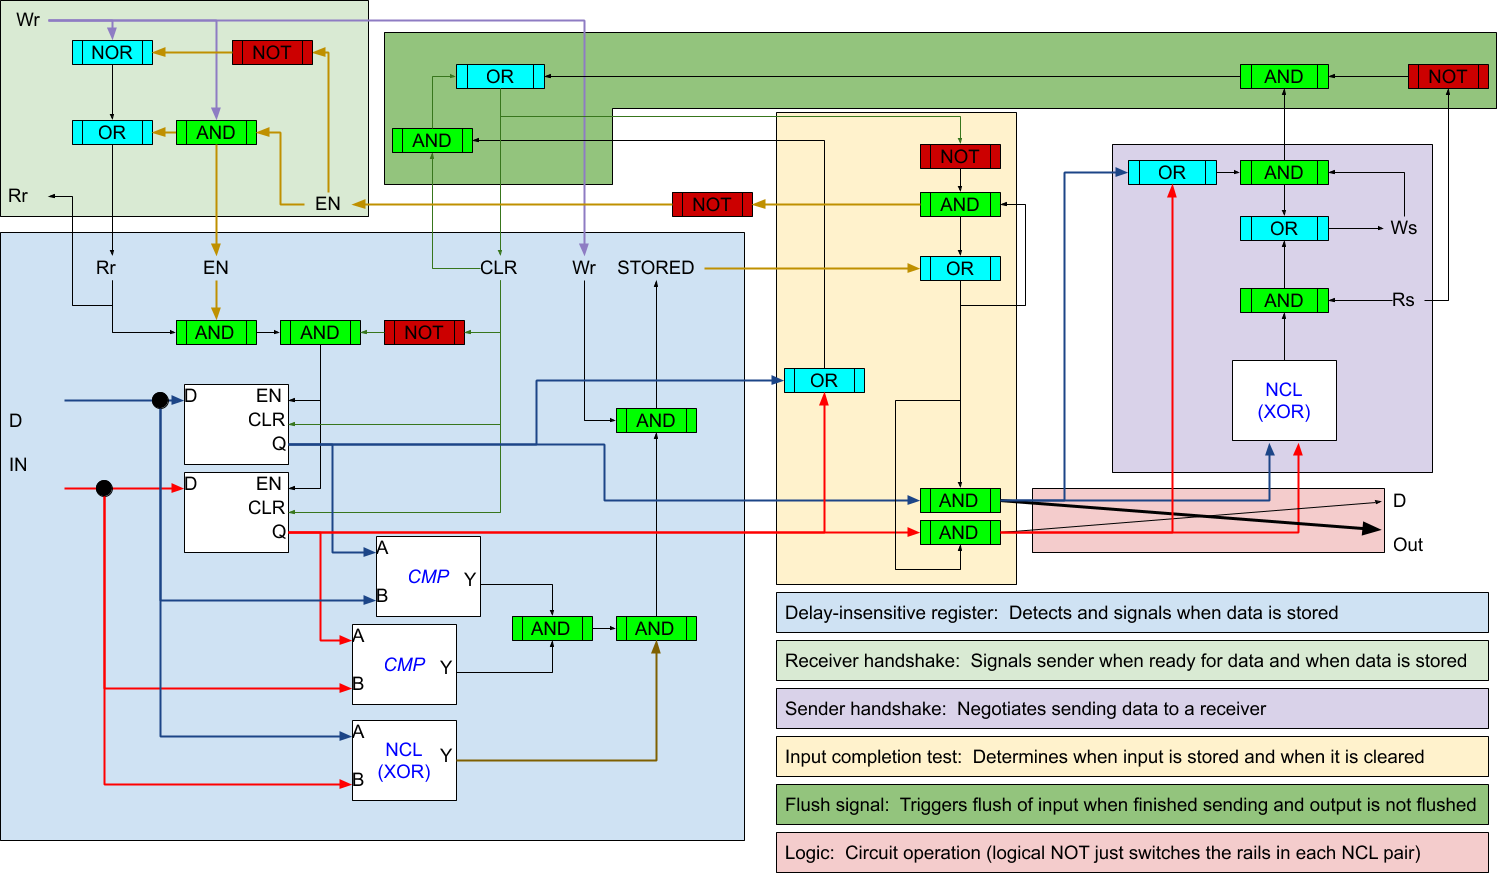 Wr
NOR
NOT
OR
AND
Rr
EN
OR
AND
NOT
AND
NOT
AND
NOT
AND
OR
OR
AND
OR
Ws
AND
Rs
NCL
(XOR)
Rr
EN
CLR
Wr
STORED
AND
AND
NOT
D
IN
D
EN
CLR
Q
D
EN
CLR
Q
AND
OR
AND
AND
D
Out
A
CMP
Y
B
AND
AND
A
CMP
Y
B
A
NCL
(XOR)
Y
B
Delay-insensitive register: Detects and signals when data is stored
Receiver handshake: Signals sender when ready for data and when data is stored
Sender handshake: Negotiates sending data to a receiver
Input completion test: Determines when input is stored and when it is cleared
Flush signal: Triggers flush of input when finished sending and output is not flushed
Logic: Circuit operation (logical NOT just switches the rails in each NCL pair)